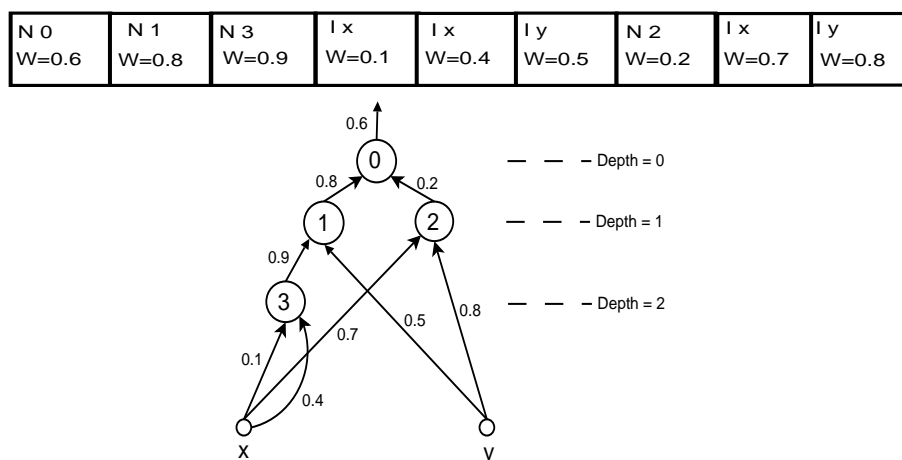 N 0 N 1 N 3 I x I x I y N 2 I x I y
W=0.6 W=0.8 W=0.9 W=0.1 W=0.4 W=0.5 W=0.2 W=0.7 W=0.8
0.6
0 Depth = 0
0.8 0.2
1 2 Depth = 1
0.9
3 Depth = 2
0.7 0.5 0.8
0.1
0.4
x v